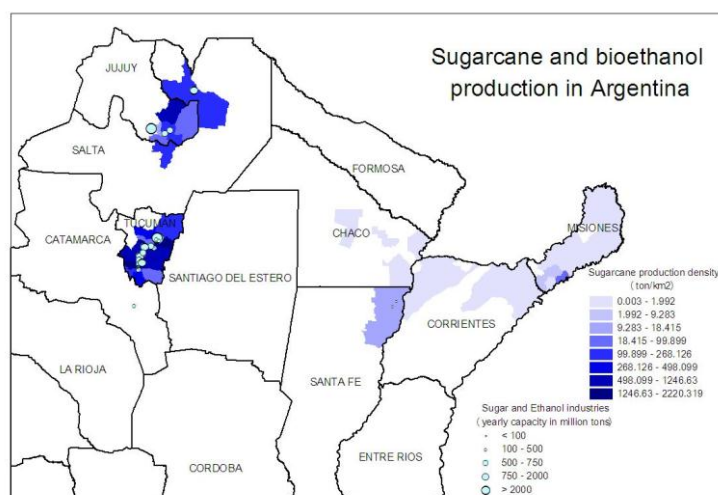 Sugarcane and bioethanol
production in Argentina
JUJUY
SALTA
FORMOSA
TUCUMAN
CHACO
MISIONES
CATAMARCA
SANTIAGO DEL ESTERO
CORRIENTES
LA RIOJA
SANTA FE
CORDOBA
ENTRE RIOS
Sugarcane production density
( ton/km2)
0.003 - 1.992
1.992 - 9.283
9.283 - 18.415
18.415 - 99.899
99.899 - 268.126
268.126 - 498.099
498.099 - 1246.63
1246.63 - 2220.319
Sugar and Ethanol industries
( yearly capacity in million tons)
< 100
100 - 500
500 - 750
750 - 2000
> 2000